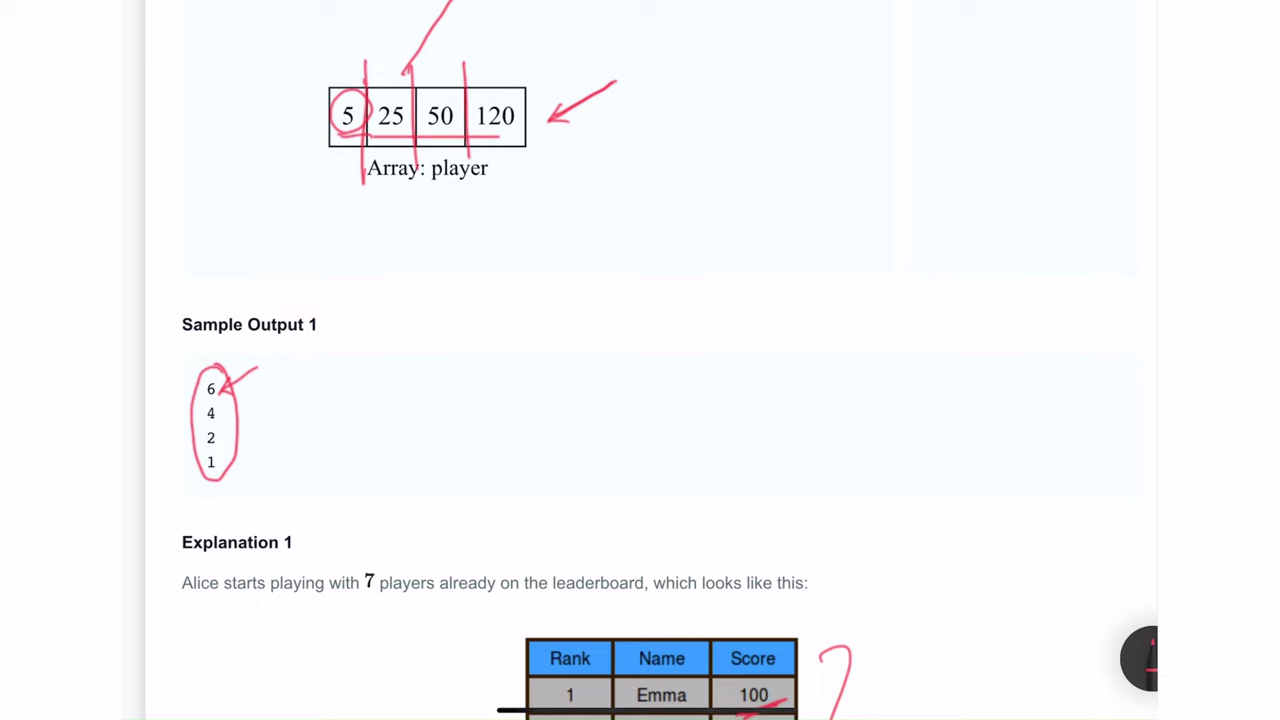 5 25 50 120
Array: player
Sample Output 1
6
4
2
1
Explanation 1
Alice starts playing with 7 players already on the leaderboard, which looks like this:
Rank Name Score
1 Emma 100